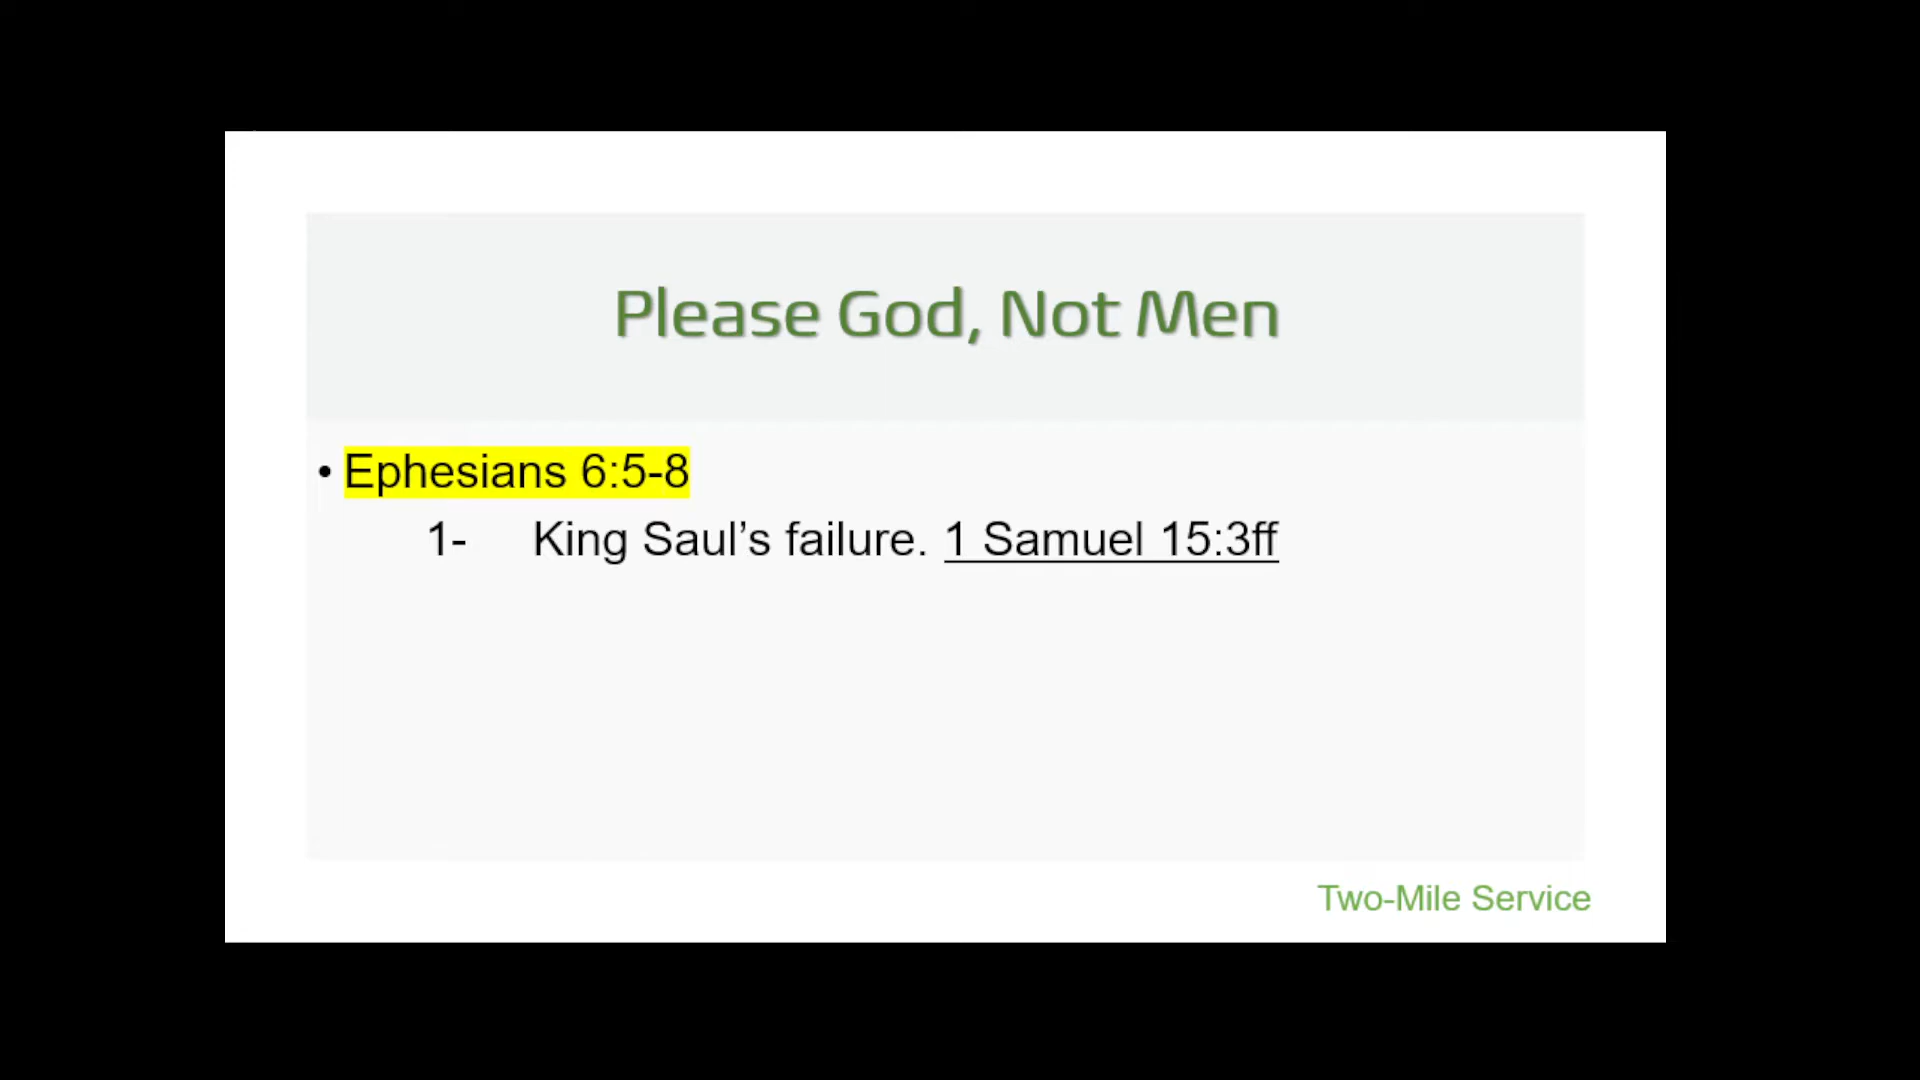 Please God, Not Men
• Ephesians 6:5-8
1- King Saul’s failure. 1 Samuel 15:3ff
Two-Mile Service